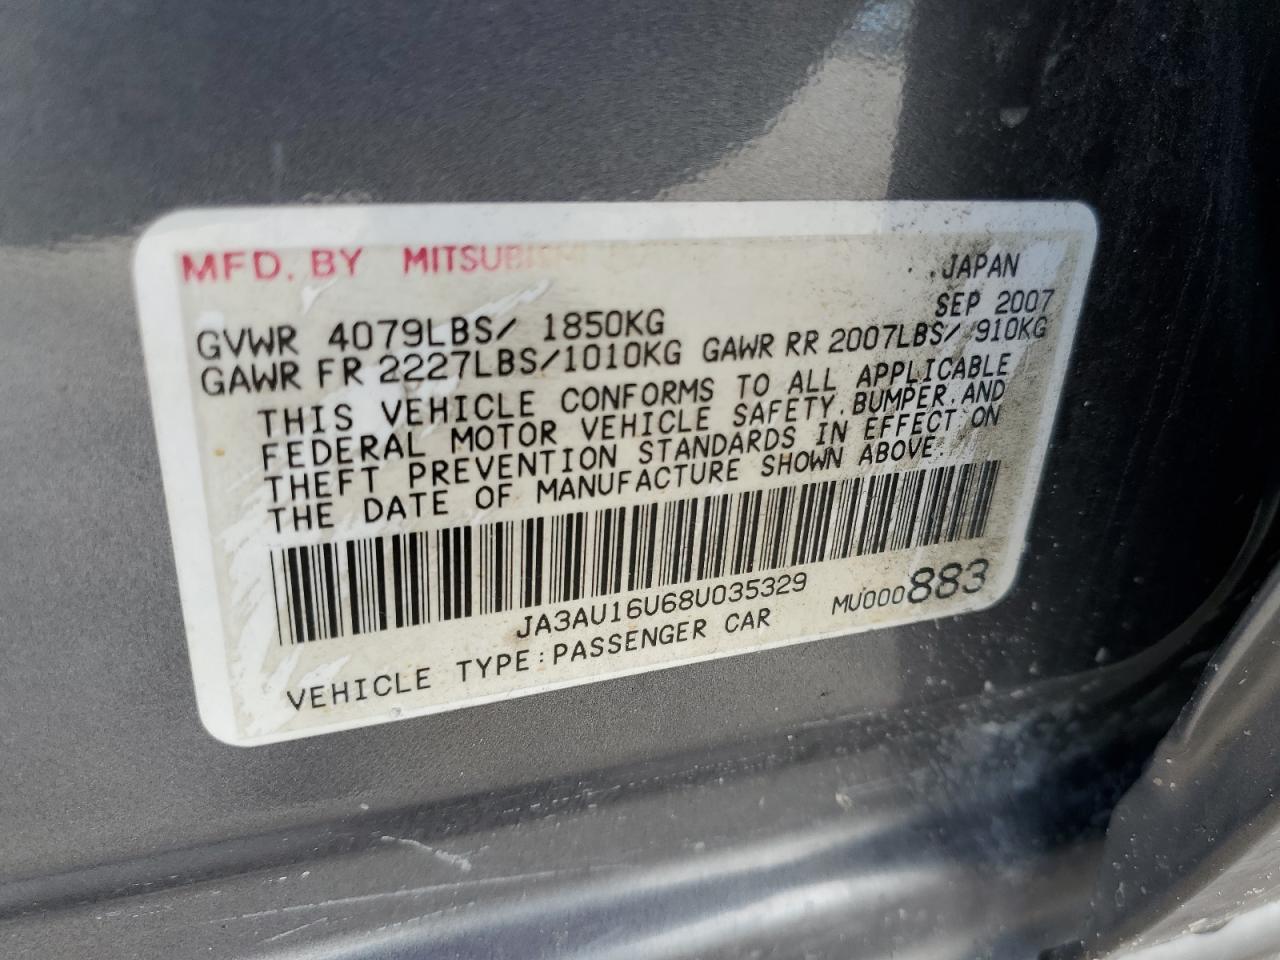 MFD. BY MITSUBISHI
JAPAN
SEP 2007
GVWR 4079LBS/ 1850KG
GAWR FR 2227LBS/1010KG GAWR RR 2007LBS/ 910KG
THIS VEHICLE CONFORMS TO ALL APPLICABLE
FEDERAL MOTOR VEHICLE SAFETY, BUMPER, AND
THEFT PREVENTION STANDARDS IN EFFECT ON
THE DATE OF MANUFACTURE SHOWN ABOVE.
JA3AU16U68U035329
MU000883
VEHICLE TYPE:PASSENGER CAR